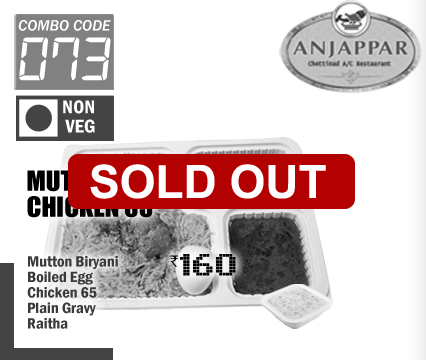 COMBO CODE
073
ANJAPPAR
Chettinad A/C Restaurant
NON
VEG
SOLD OUT
₹160
Mutton Biryani
Boiled Egg
Chicken 65
Plain Gravy
Raitha